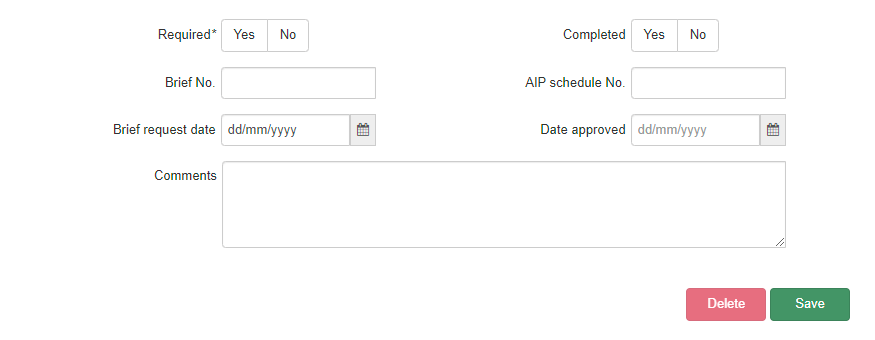 Required* Yes No Completed Yes No
Brief No. AIP schedule No.
Brief request date dd/mm/yyyy Date approved dd/mm/yyyy
Comments
Delete Save